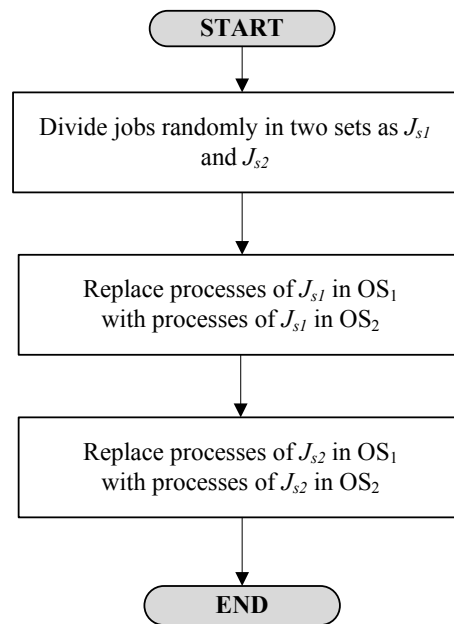 START
Divide jobs randomly in two sets as Js1
and Js2
Replace processes of Js1 in OS1
with processes of Js1 in OS2
Replace processes of Js2 in OS1
with processes of Js2 in OS2
END